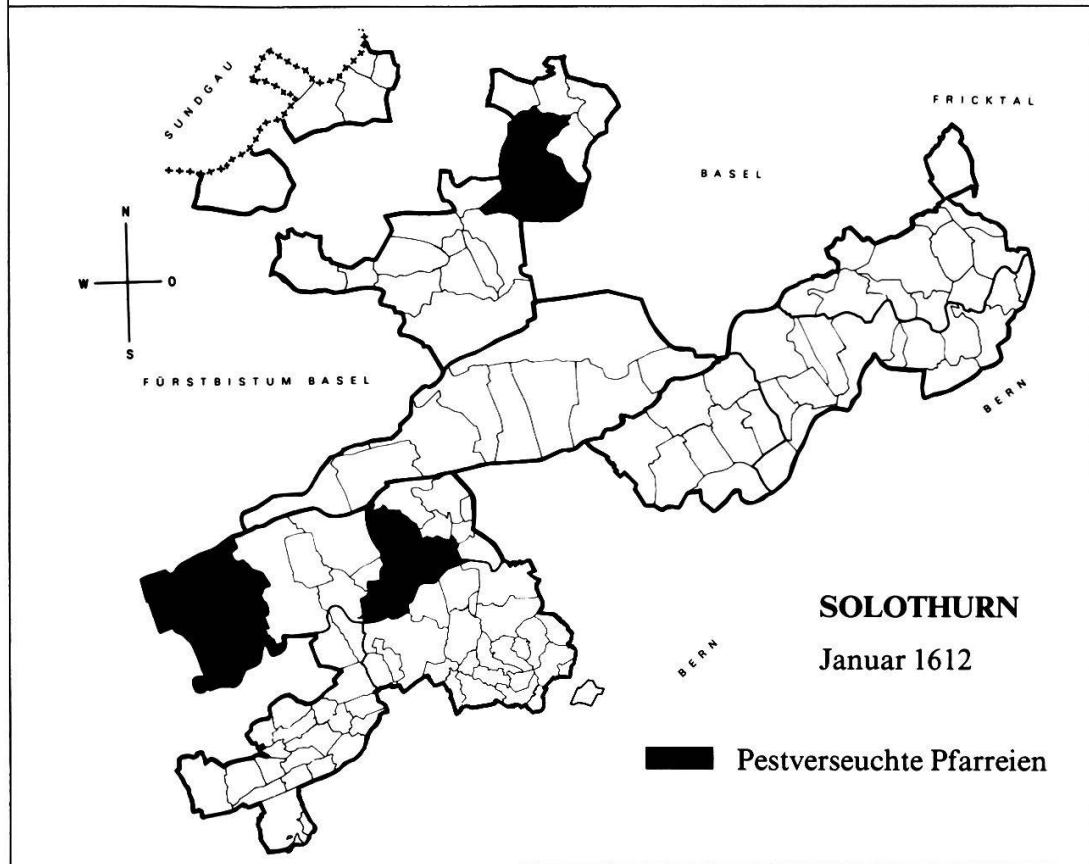 SUNDGAU
FRICKTAL
BASEL
N
W O
S
FÜRSTBISTUM BASEL
BERN
SOLOTHURN
BERN
Januar 1612
Pestverseuchte Pfarreien